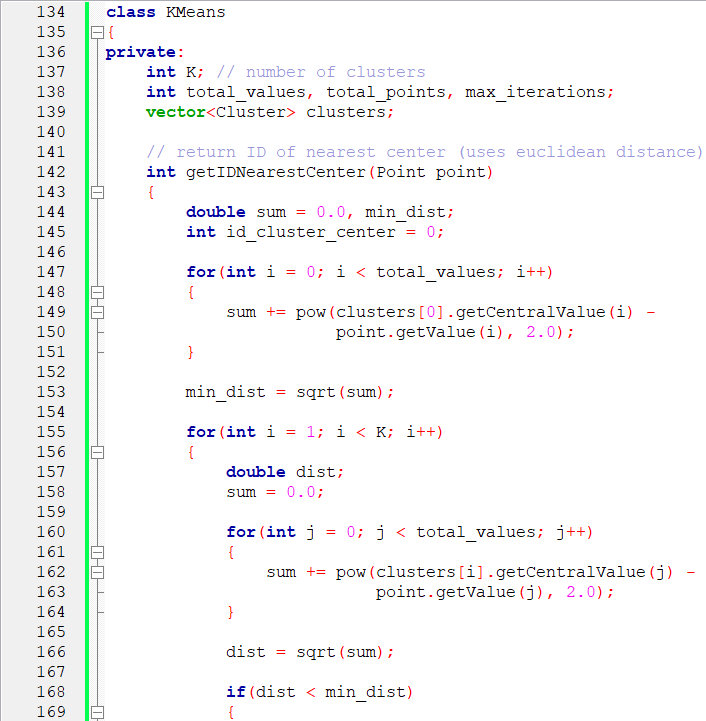 134 class KMeans
135 {
136 private:
137     int K; // number of clusters
138     int total_values, total_points, max_iterations;
139     vector<Cluster> clusters;
140
141     // return ID of nearest center (uses euclidean distance)
142     int getIDNearestCenter(Point point)
143     {
144         double sum = 0.0, min_dist;
145         int id_cluster_center = 0;
146
147         for(int i = 0; i < total_values; i++)
148         {
149             sum += pow(clusters[0].getCentralValue(i) -
150                        point.getValue(i), 2.0);
151         }
152
153         min_dist = sqrt(sum);
154
155         for(int i = 1; i < K; i++)
156         {
157             double dist;
158             sum = 0.0;
159
160             for(int j = 0; j < total_values; j++)
161             {
162                 sum += pow(clusters[i].getCentralValue(j) -
163                            point.getValue(j), 2.0);
164             }
165
166             dist = sqrt(sum);
167
168             if(dist < min_dist)
169             {